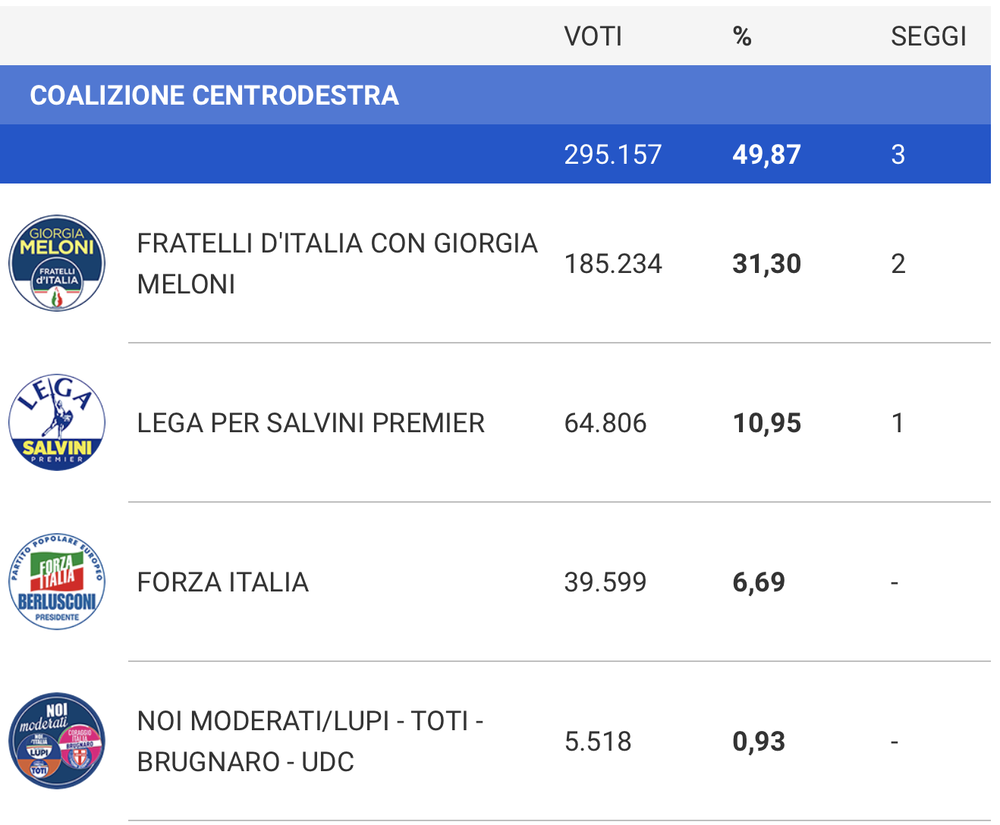 VOTI % SEGGI
COALIZIONE CENTRODESTRA
295.157 49,87 3
GIORGIA
MELONI
FRATELLI
d'ITALIA
FRATELLI D'ITALIA CON GIORGIA
MELONI
185.234 31,30 2
LEGA
SALVINI
PREMIER
LEGA PER SALVINI PREMIER 64.806 10,95 1
PARTITO POPOLARE EUROPEO
FORZA
ITALIA
BERLUSCONI
PRESIDENTE
FORZA ITALIA 39.599 6,69 -
NOI
moderati
NOI
ITALIA
LUPI
TOTI
CORAGGIO
ITALIA
BRUGNARO
NOI MODERATI/LUPI - TOTI -
BRUGNARO - UDC
5.518 0,93 -